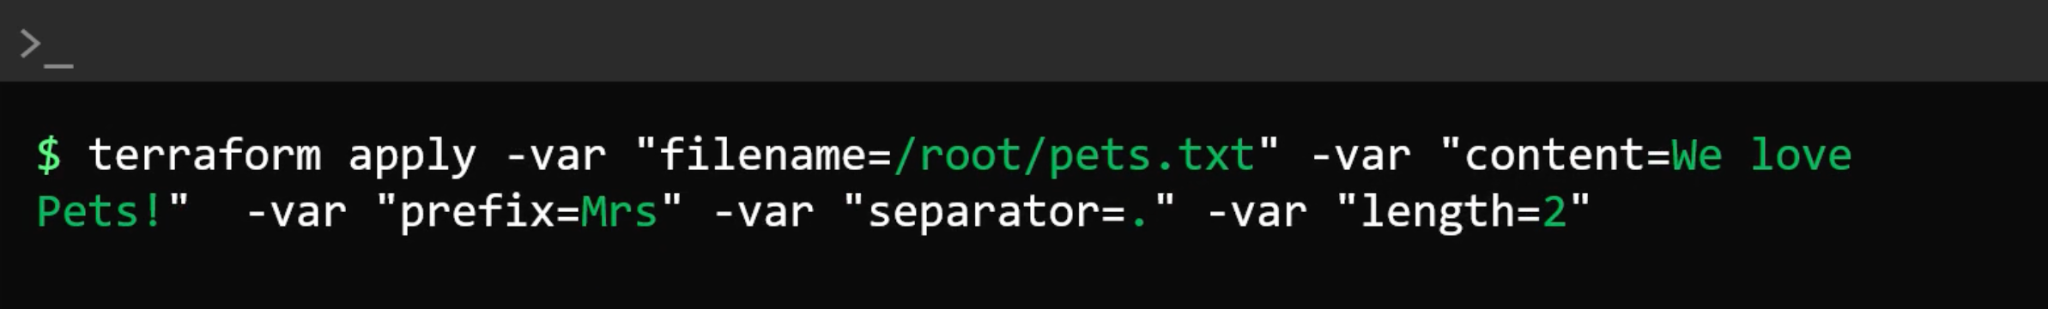 >_
$ terraform apply -var "filename=/root/pets.txt" -var "content=We love
Pets!"  -var "prefix=Mrs" -var "separator=." -var "length=2"